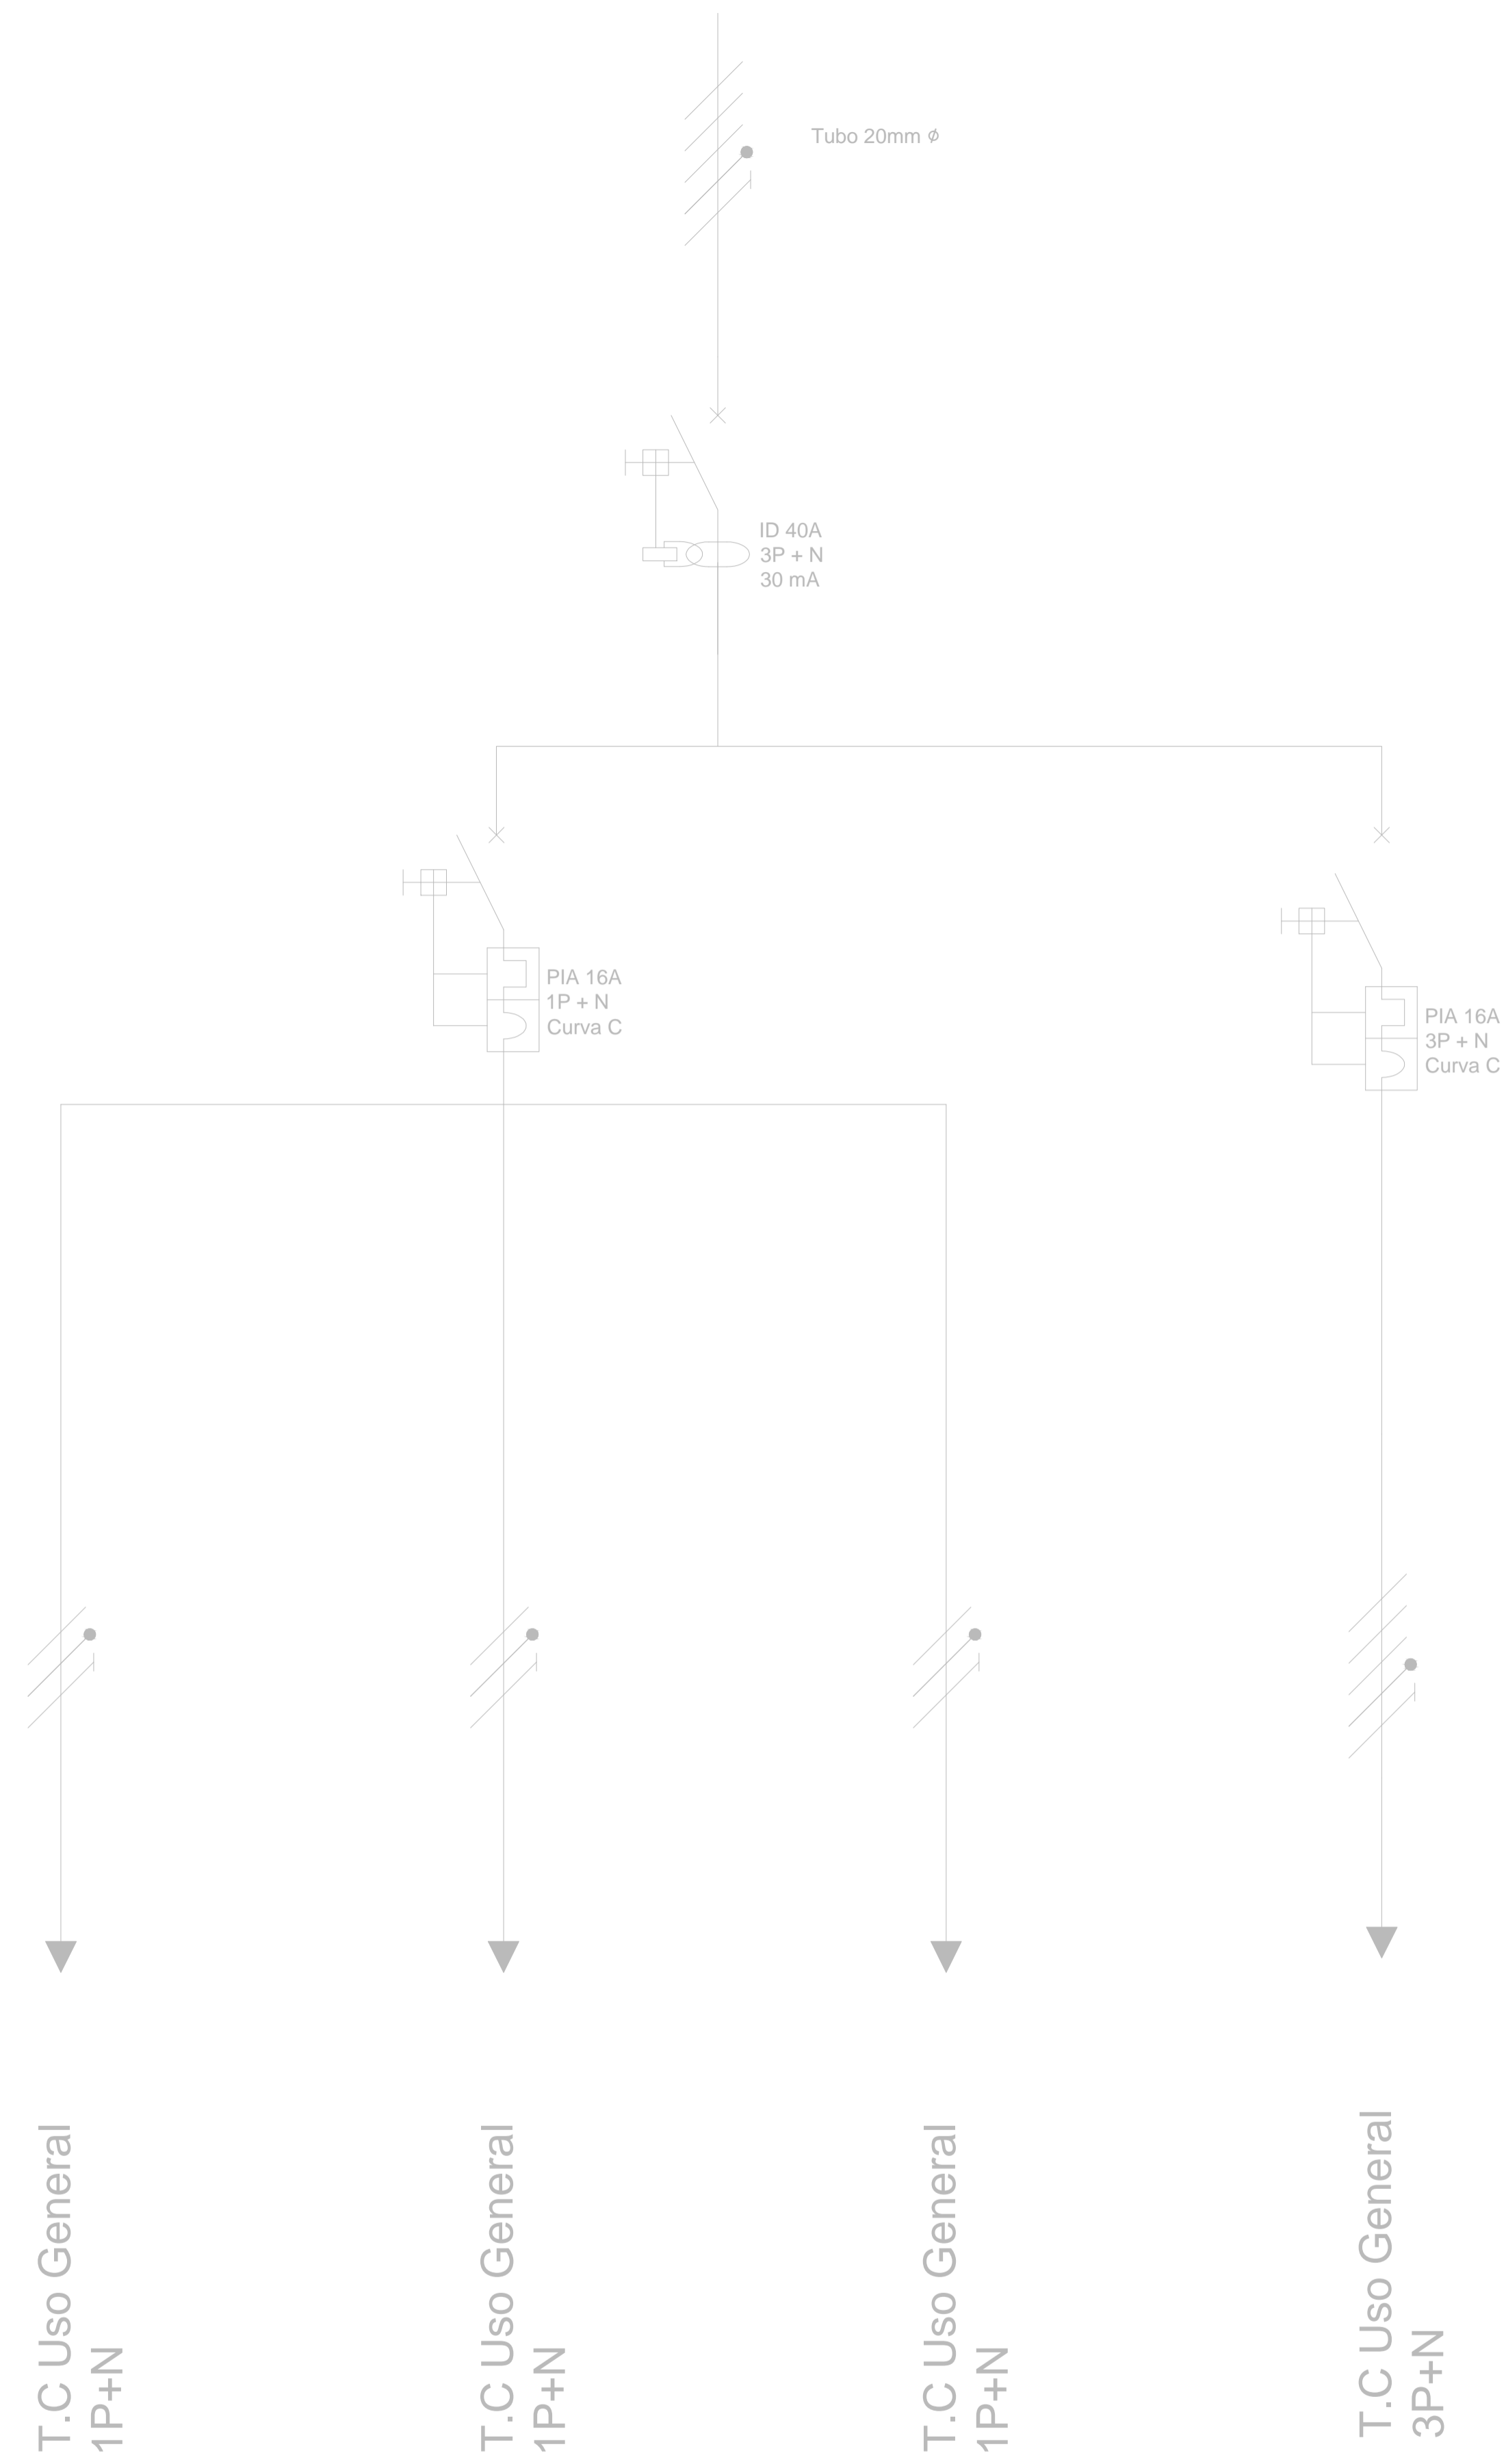 Tubo 20mm ⌀
ID 40A
3P + N
30 mA
PIA 16A
1P + N
Curva C
PIA 16A
3P + N
Curva C
T.C Uso General
1P+N
T.C Uso General
1P+N
T.C Uso General
1P+N
T.C Uso General
3P+N